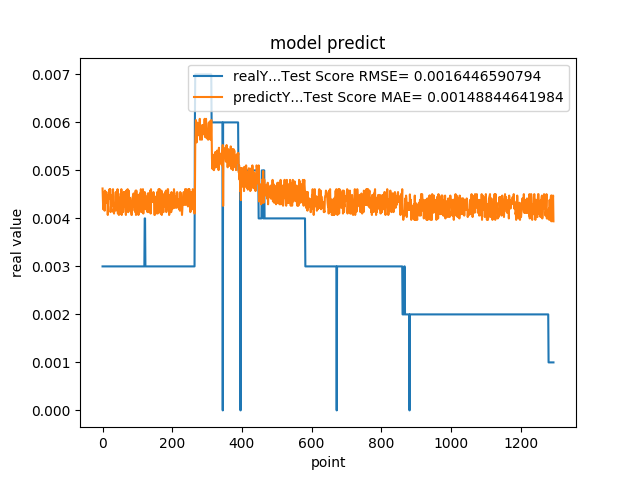 model predict
realY...Test Score RMSE= 0.0016446590794
predictY...Test Score MAE= 0.00148844641984
0.007
0.006
0.005
0.004
0.003
0.002
0.001
0.000
real value
0 200 400 600 800 1000 1200
point